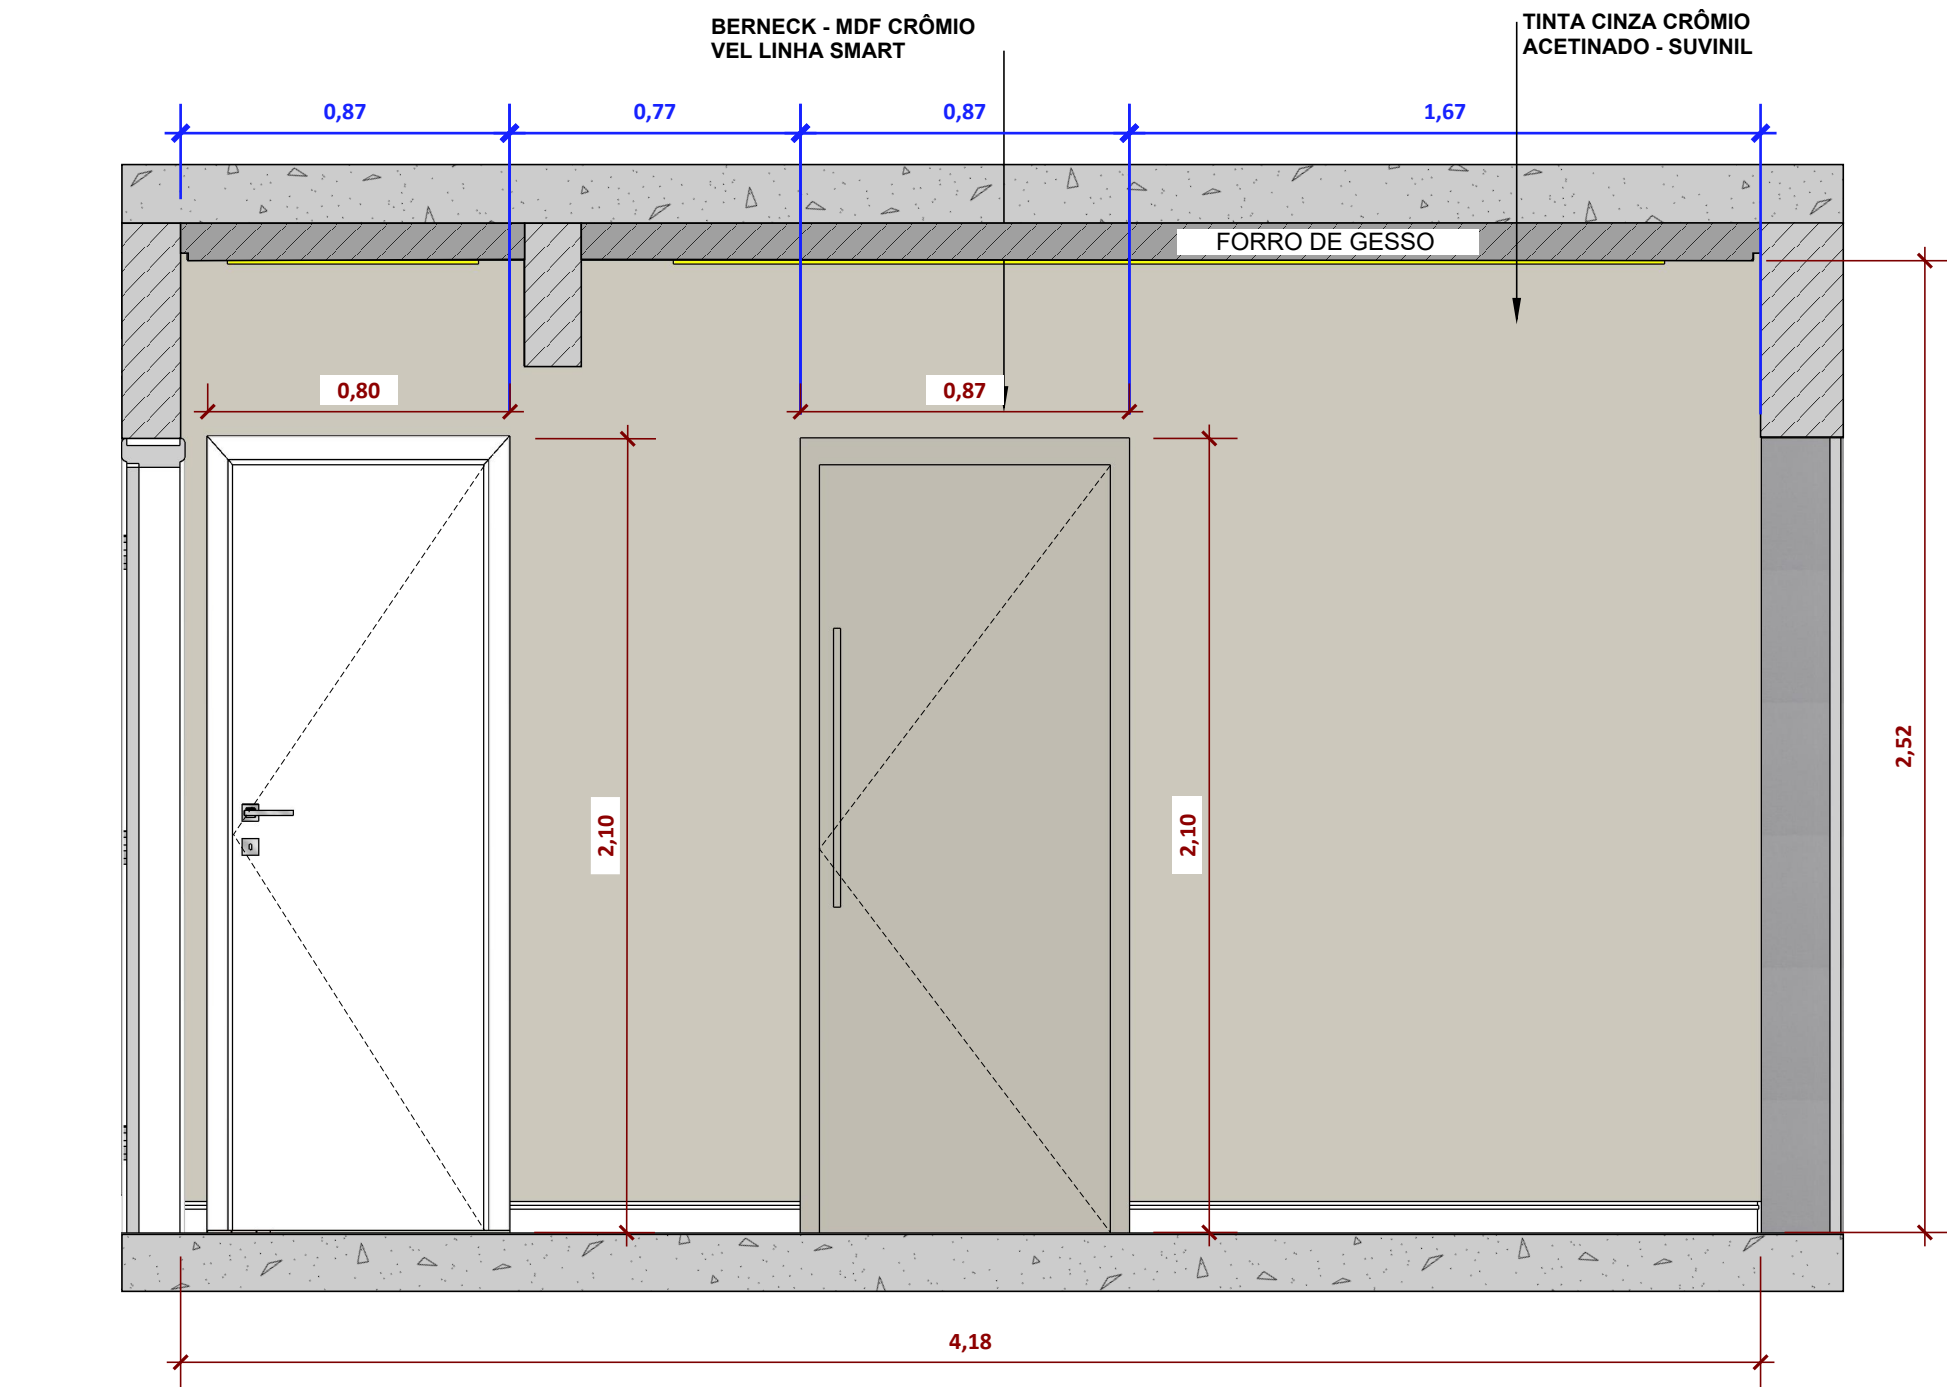 BERNECK - MDF CRÔMIO
VEL LINHA SMART
TINTA CINZA CRÔMIO
ACETINADO - SUVINIL
0,87
0,77
0,87
1,67
FORRO DE GESSO
0,80
0,87
2,10
2,10
2,52
4,18